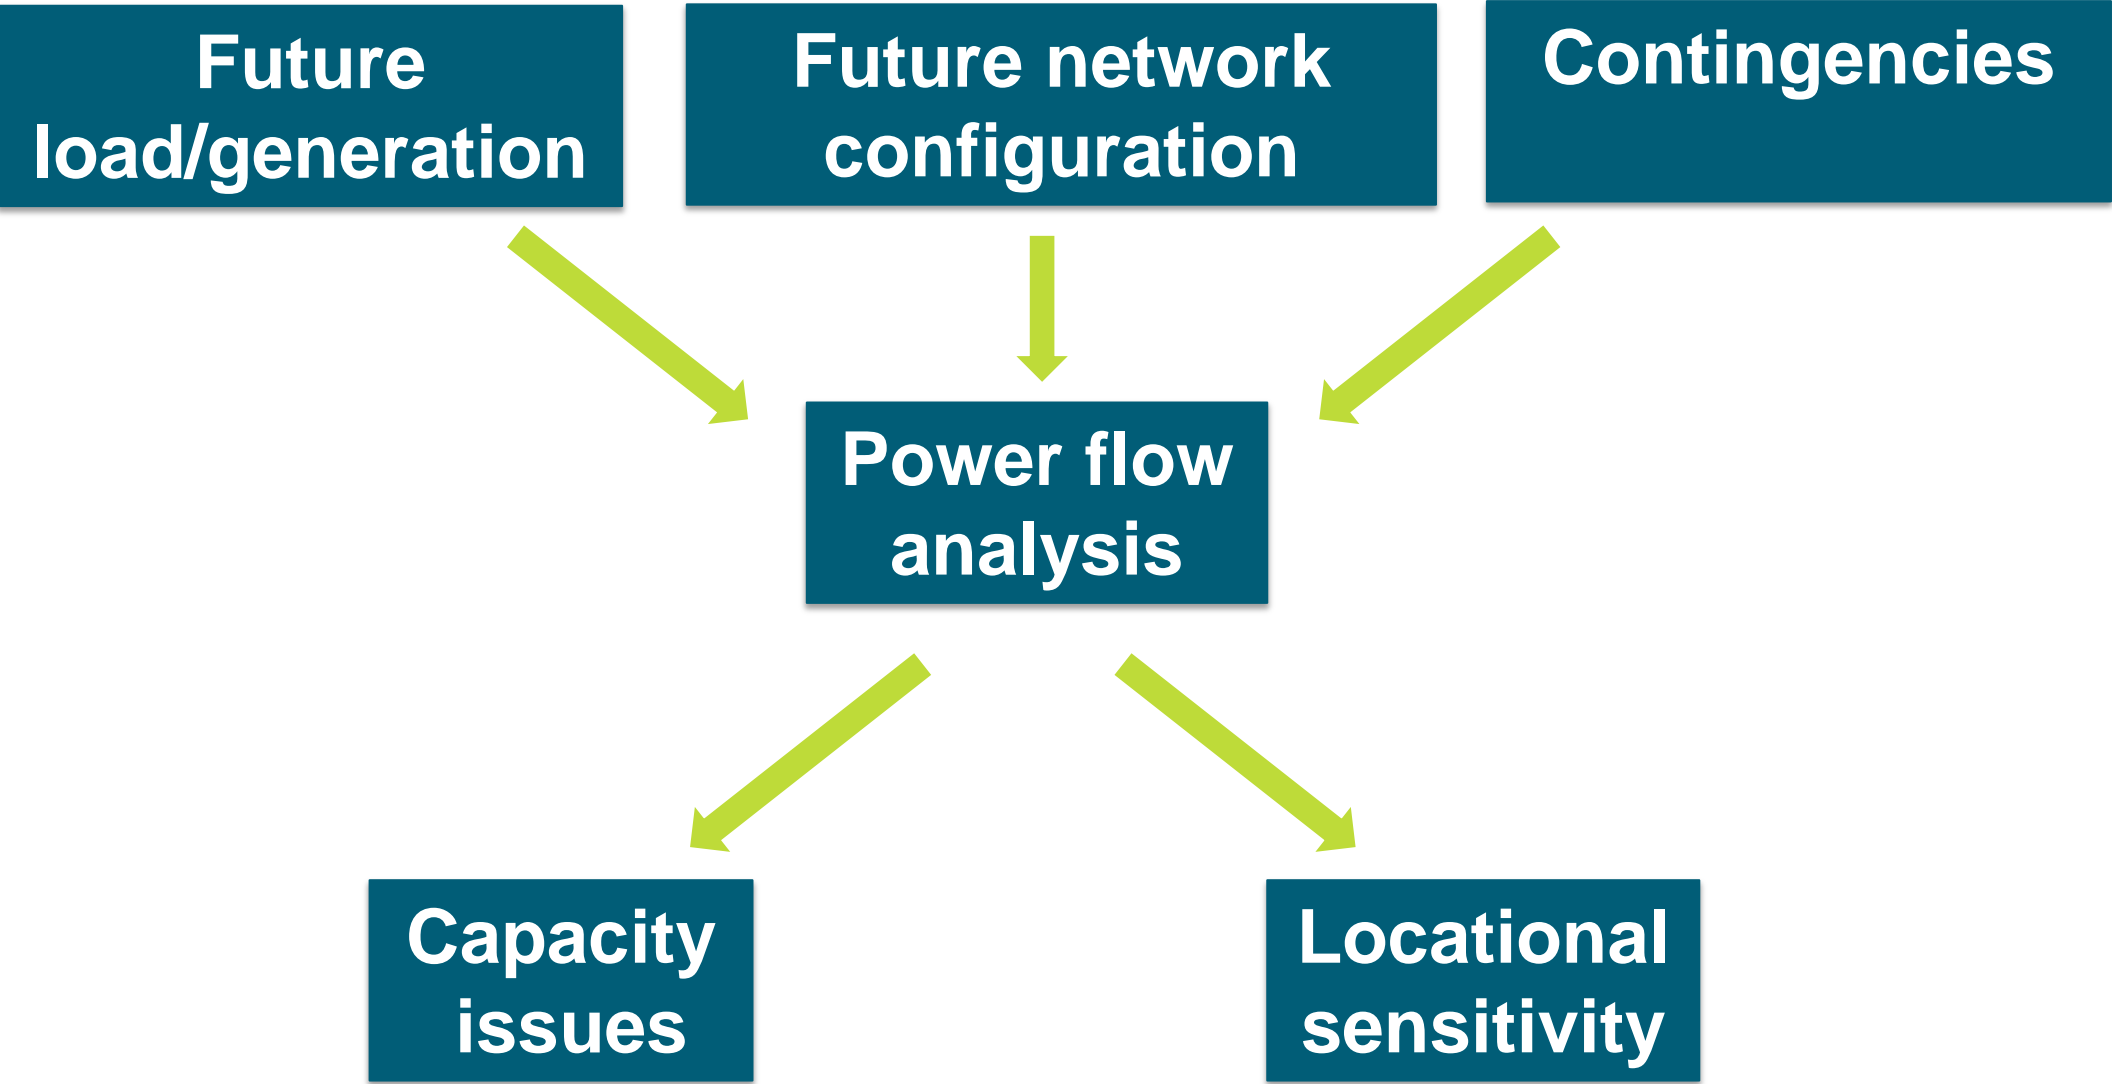 Future
load/generation
Future network
configuration
Contingencies
Power flow
analysis
Capacity
issues
Locational
sensitivity